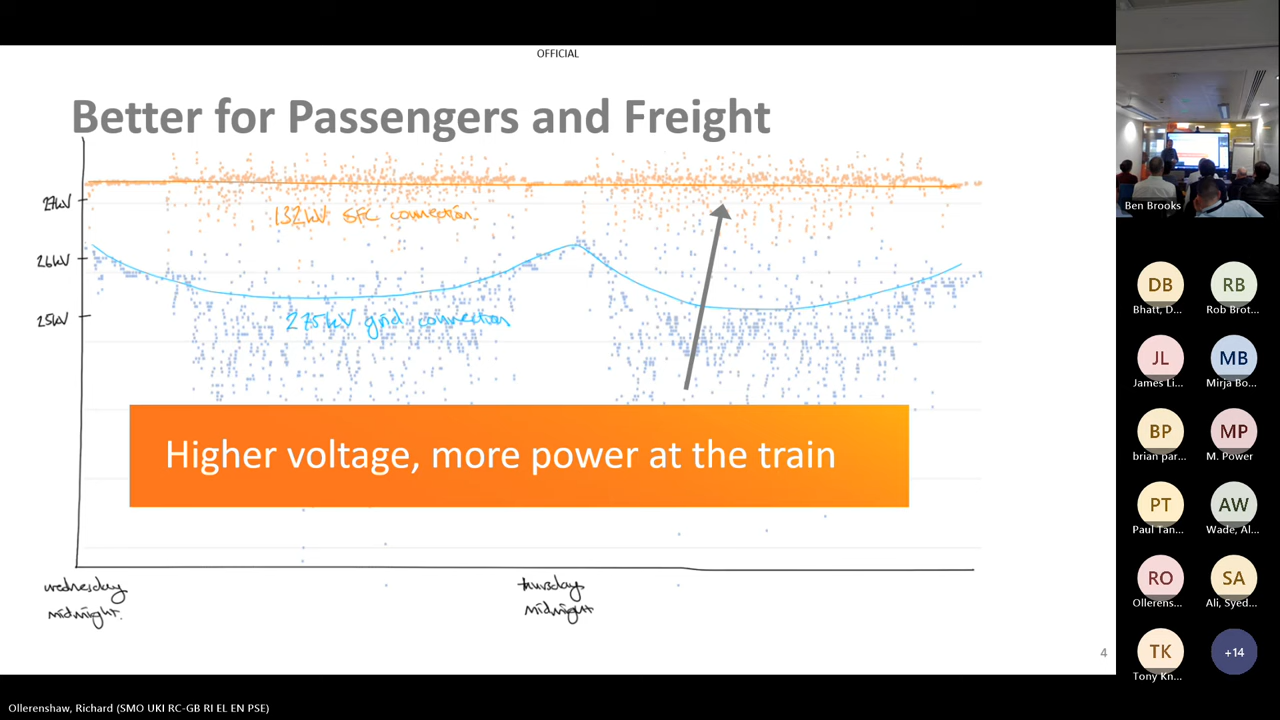 OFFICIAL
Better for Passengers and Freight
27kV
132kV SFC connection.
26kV
25kV
275kV grid connection
Higher voltage, more power at the train
wednesday
midnight.
thursday
midnight
4
Ben Brooks
DB
Bhatt, D...
RB
Rob Brot...
JL
James Li...
MB
Mirja Bo...
BP
brian par...
MP
M. Power
PT
Paul Tan...
AW
Wade, Al...
RO
Ollerens...
SA
Ali, Syed...
TK
Tony Kn...
+14
Ollerenshaw, Richard (SMO UKI RC-GB RI EL EN PSE)